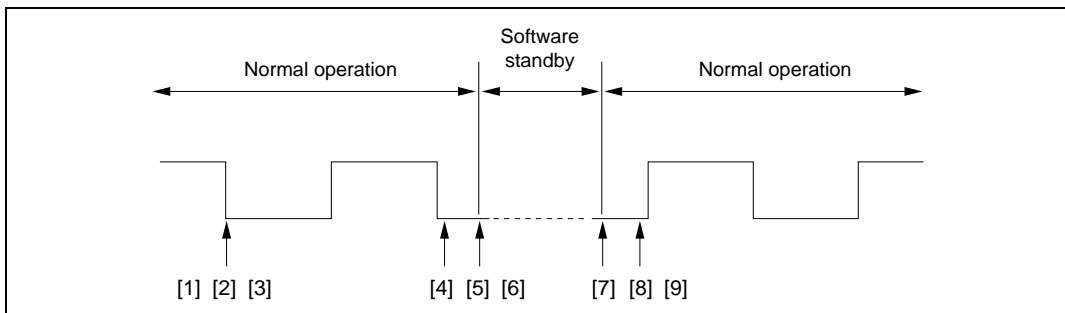 Software
standby
Normal operation
Normal operation
[1] [2] [3]
[4] [5] [6]
[7] [8] [9]